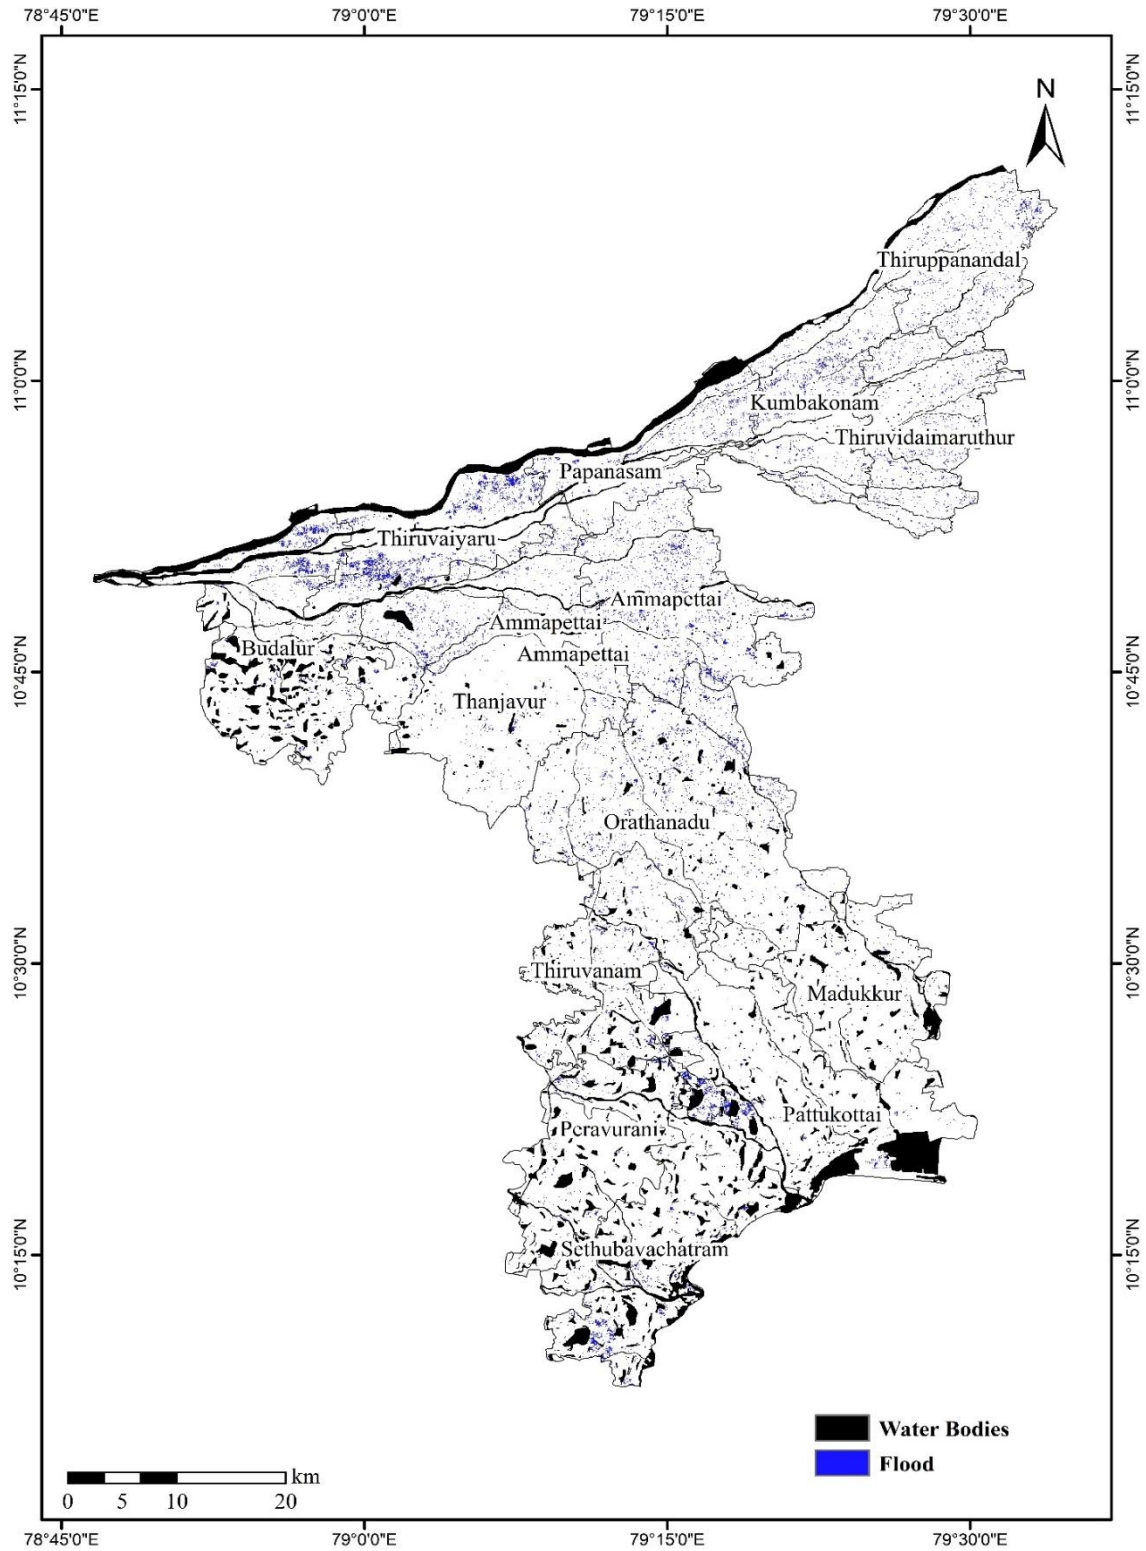 78°45'0"E 79°0'0"E 79°15'0"E 79°30'0"E
11°15'0"N 11°15'0"N
N
Thiruppanandal
11°0'0"N 11°0'0"N
Kumbakonam
Thiruvidaimaruthur
Papanasam
Thiruvaiyaru
Ammapettai
Ammapettai
Budalur
Ammapettai
10°45'0"N 10°45'0"N
Thanjavur
Orathanadu
10°30'0"N 10°30'0"N
Thiruvanam
Madukkur
Pattukottai
Peravurani
10°15'0"N 10°15'0"N
Sethubavachatram
Water Bodies
Flood
km
0 5 10 20
78°45'0"E 79°0'0"E 79°15'0"E 79°30'0"E